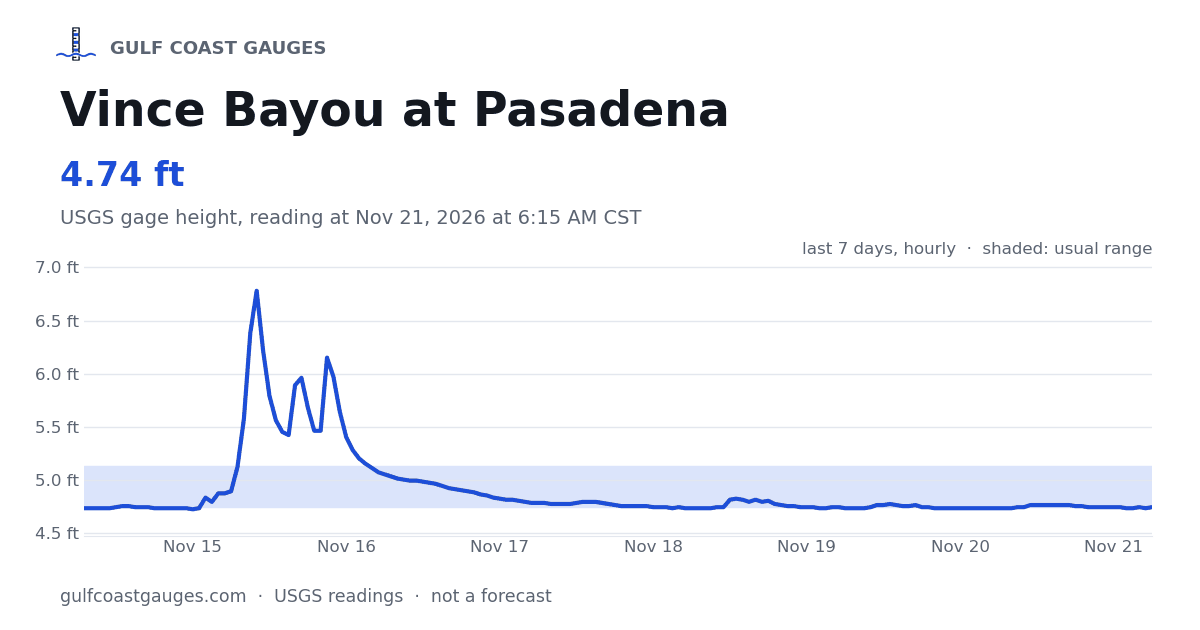 GULF COAST GAUGES
Vince Bayou at Pasadena
4.74 ft
USGS gage height, reading at Nov 21, 2026 at 6:15 AM CST
last 7 days, hourly · shaded: usual range
7.0 ft
6.5 ft
6.0 ft
5.5 ft
5.0 ft
4.5 ft
Nov 15 Nov 16 Nov 17 Nov 18 Nov 19 Nov 20 Nov 21
gulfcoastgauges.com · USGS readings · not a forecast